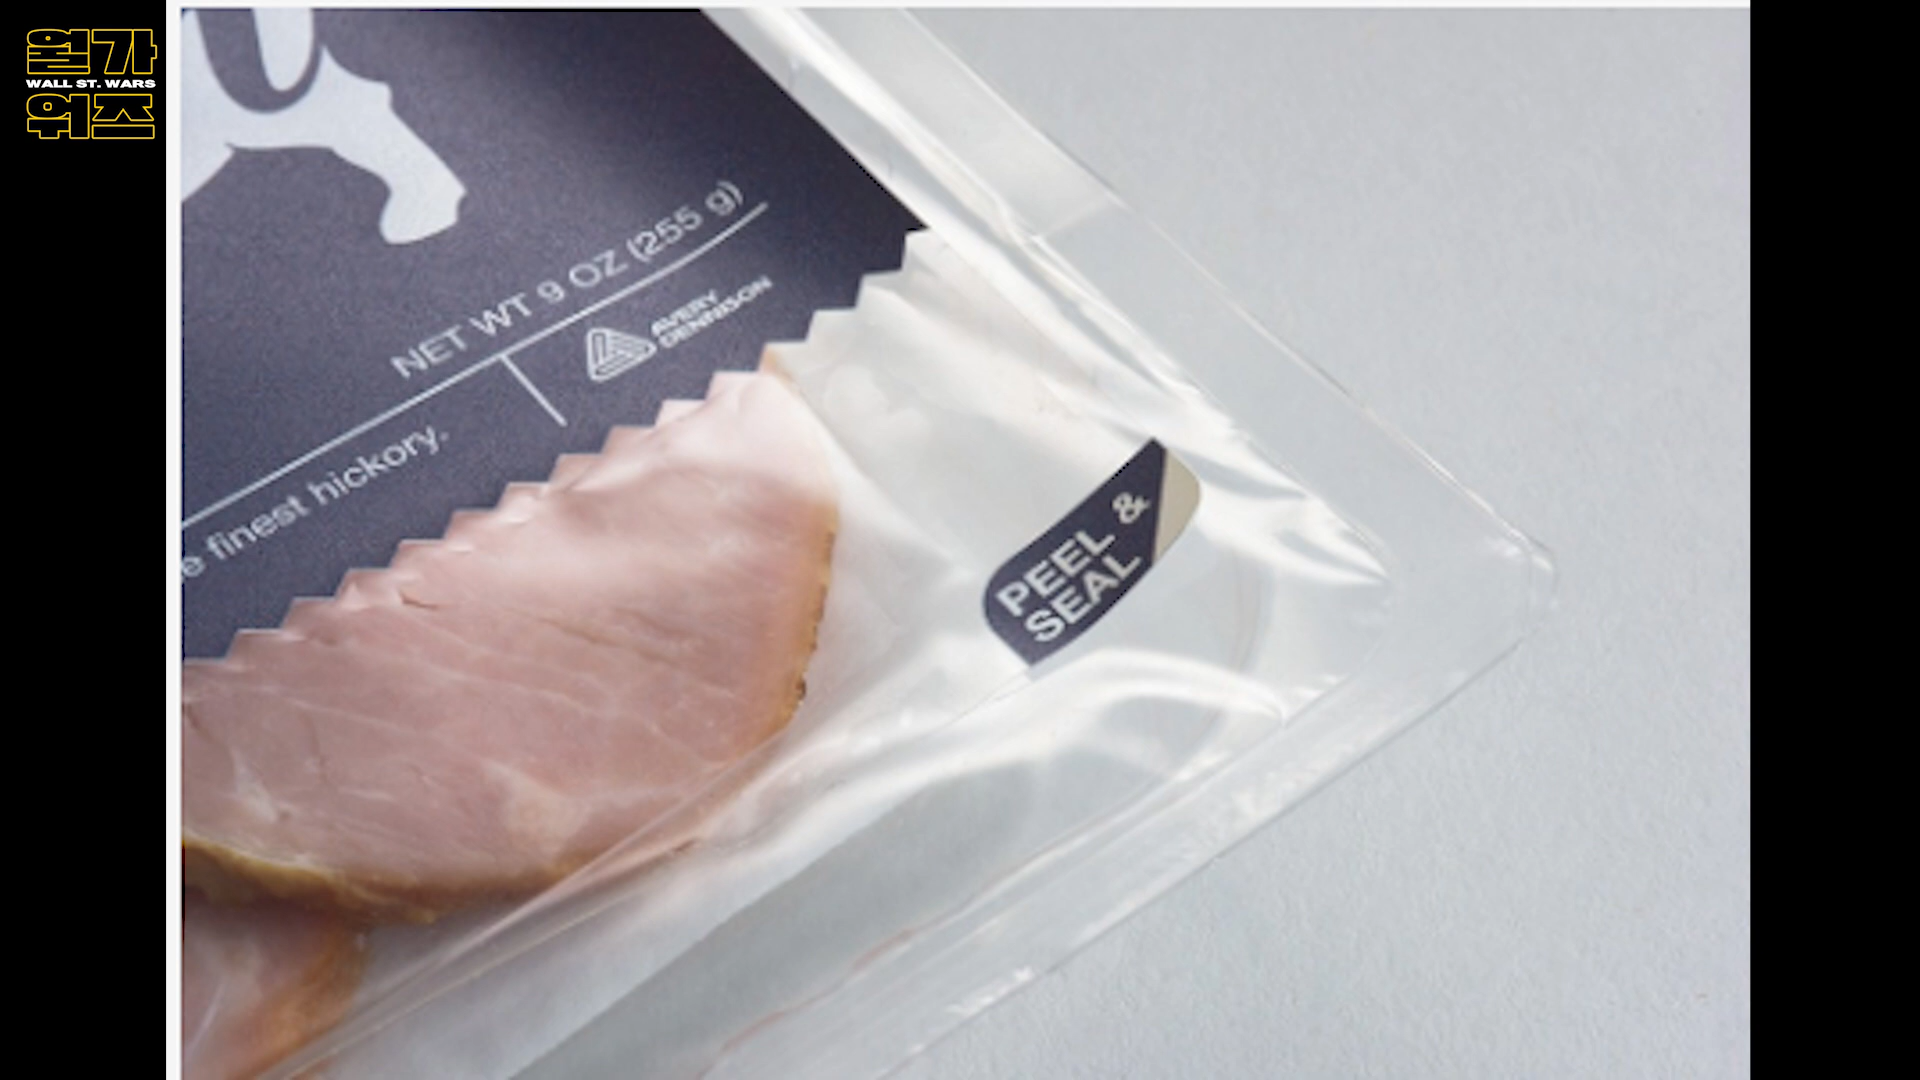 월가
WALL ST. WARS
워즈
NET WT 9 OZ (255 g)
AVERY
DENNISON
finest hickory.
PEEL &
SEAL